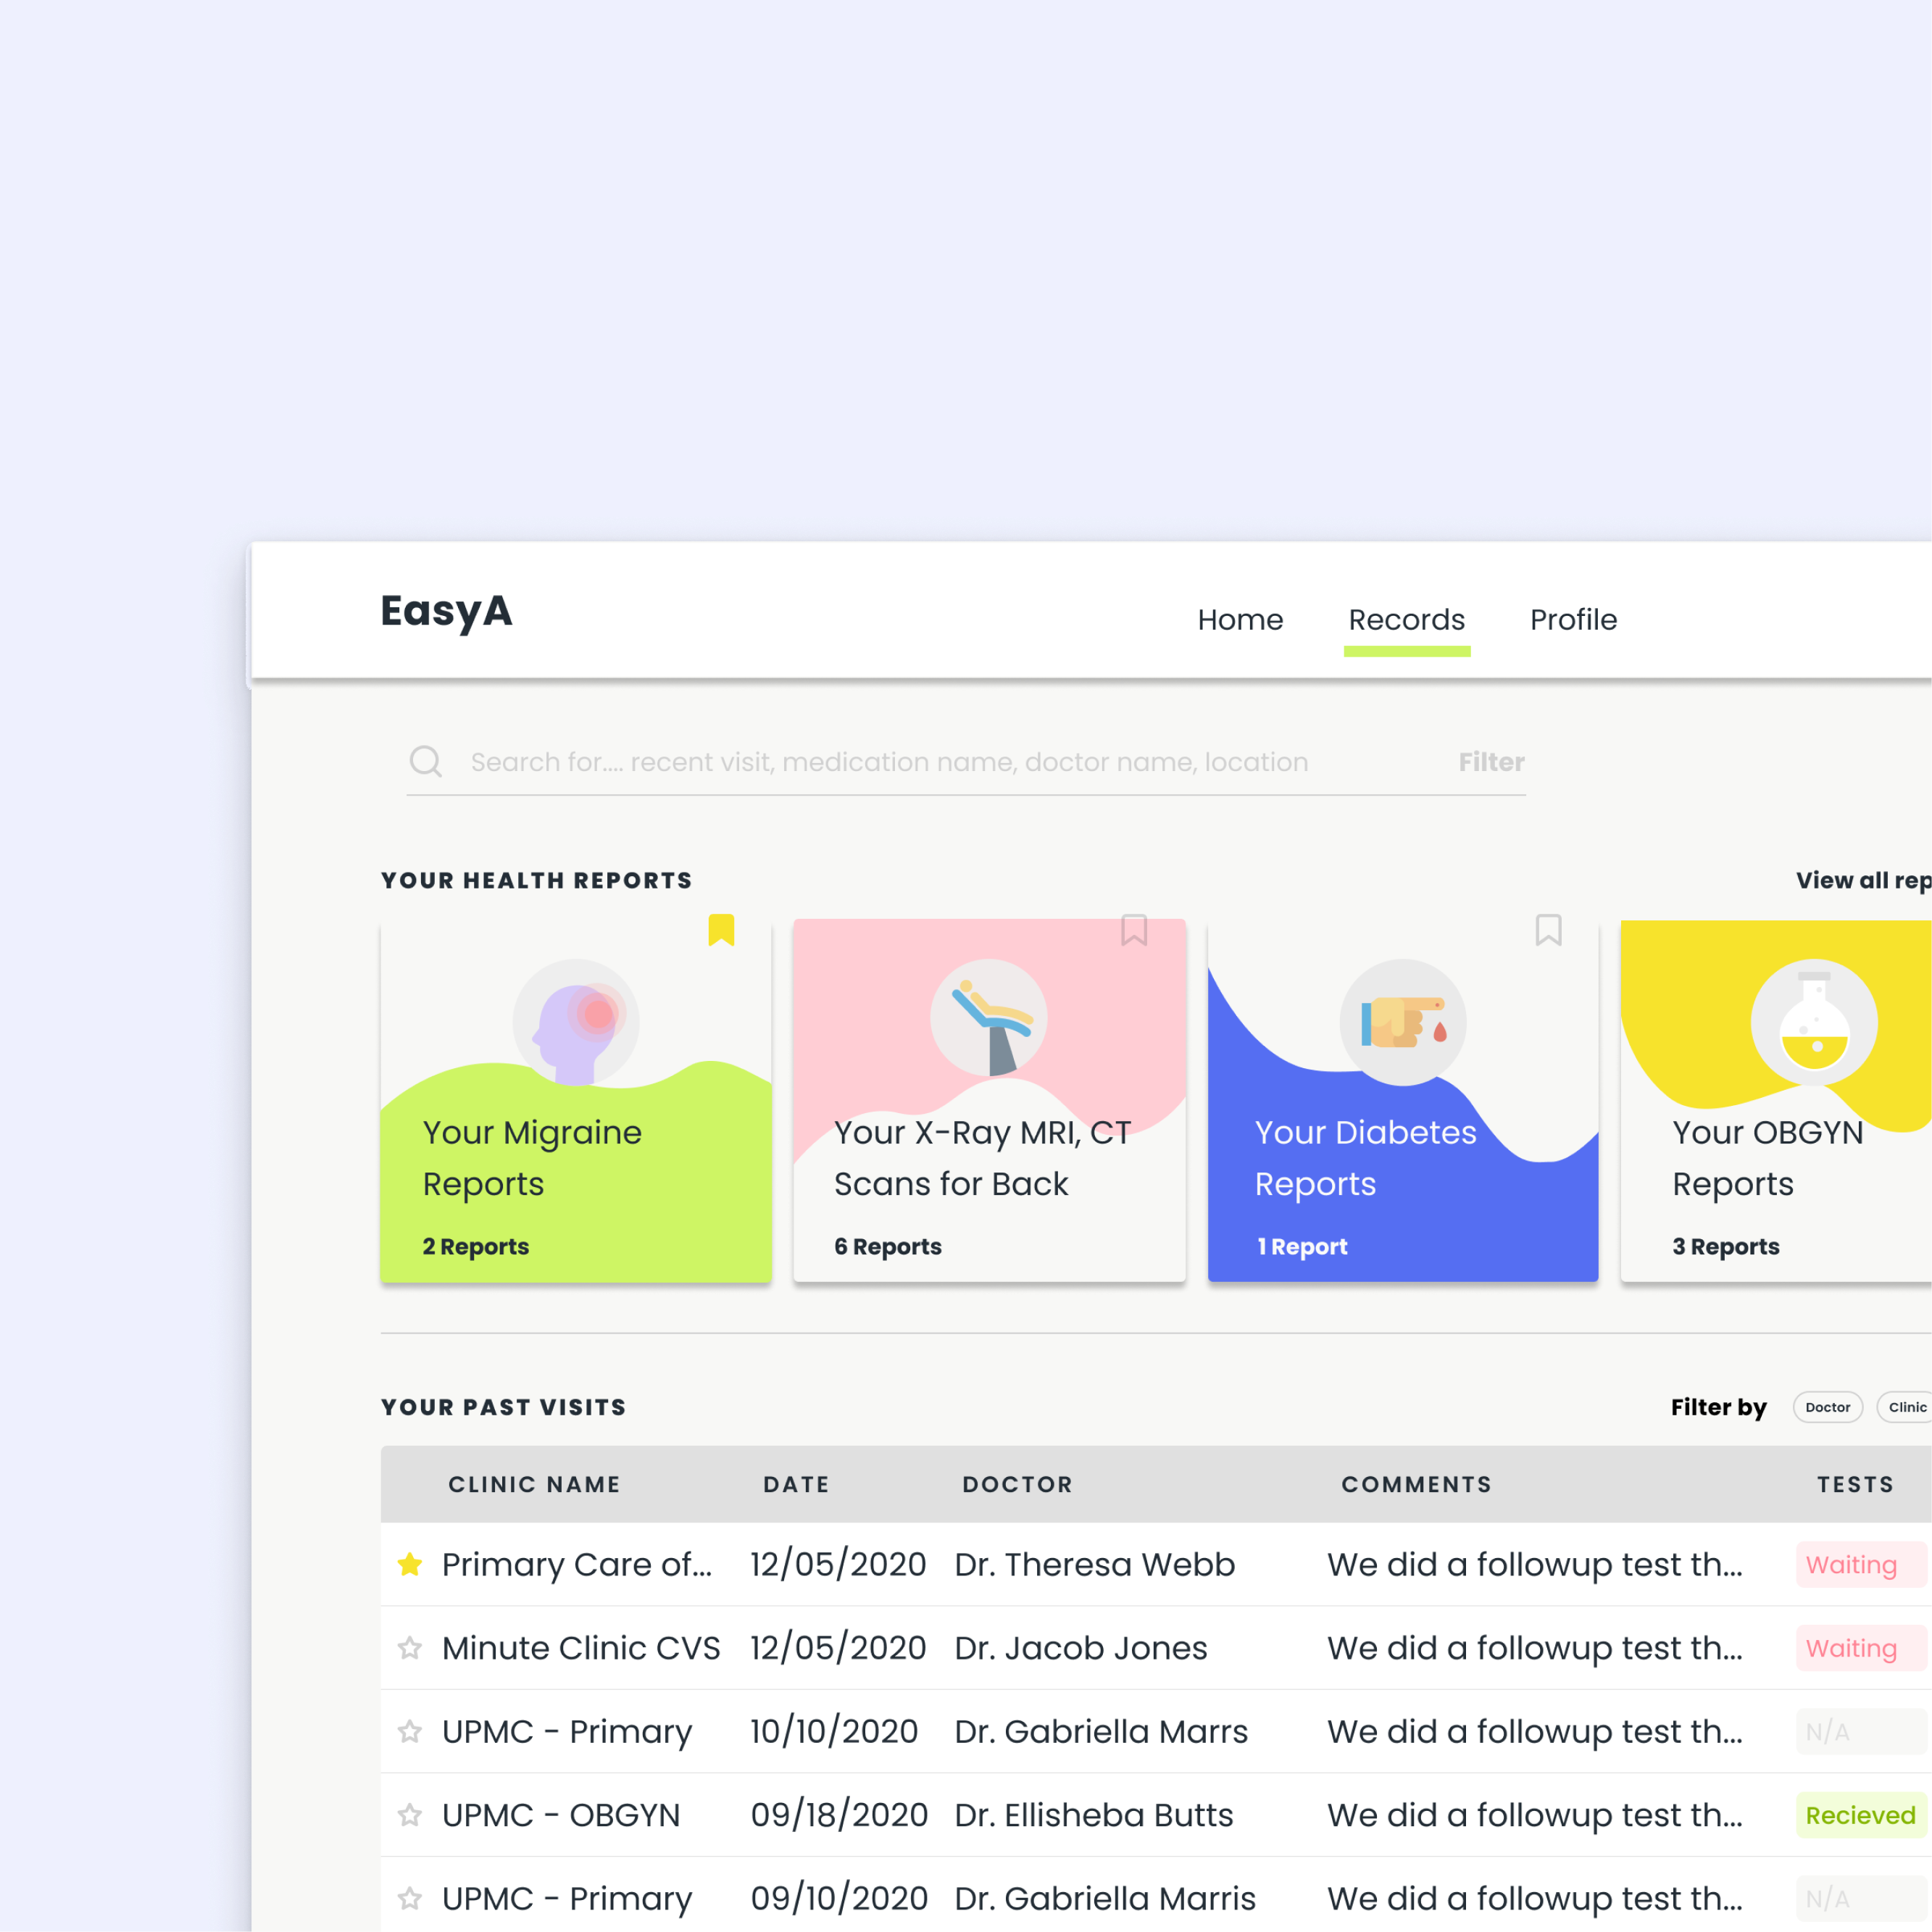 EasyA
Home Records Profile
Search for.... recent visit, medication name, doctor name, location Filter
YOUR HEALTH REPORTS View all rep
Your Migraine
Reports
2 Reports
Your X-Ray MRI, CT
Scans for Back
6 Reports
Your Diabetes
Reports
1 Report
Your OBGYN
Reports
3 Reports
YOUR PAST VISITS Filter by Doctor Clinic
CLINIC NAME DATE DOCTOR COMMENTS TESTS
Primary Care of... 12/05/2020 Dr. Theresa Webb We did a followup test th... Waiting
Minute Clinic CVS 12/05/2020 Dr. Jacob Jones We did a followup test th... Waiting
UPMC - Primary 10/10/2020 Dr. Gabriella Marrs We did a followup test th... N/A
UPMC - OBGYN 09/18/2020 Dr. Ellisheba Butts We did a followup test th... Recieved
UPMC - Primary 09/10/2020 Dr. Gabriella Marris We did a followup test th... N/A